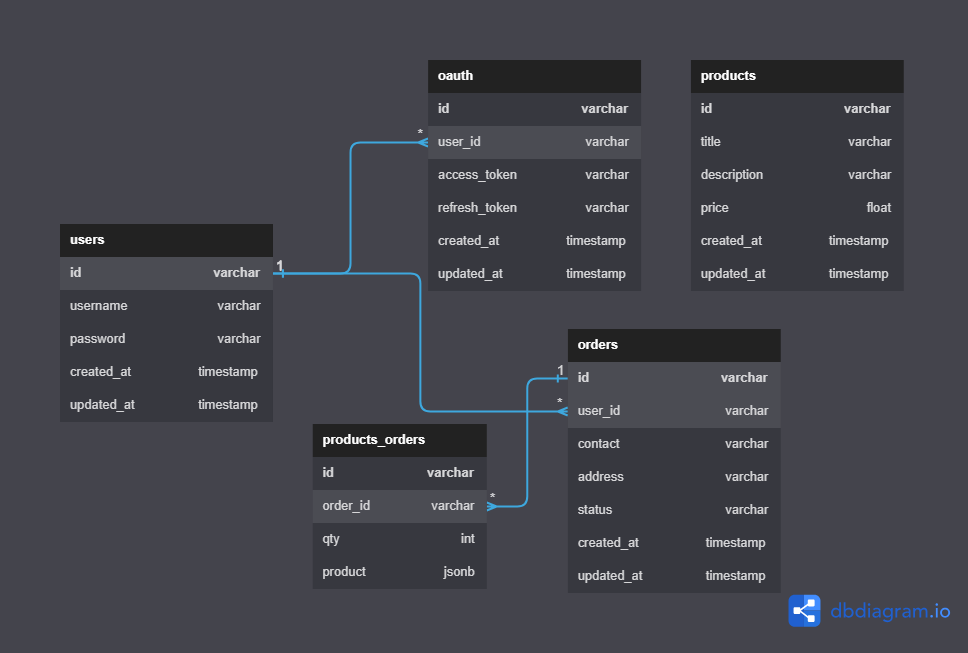 oauth
id varchar
* user_id varchar
access_token varchar
refresh_token varchar
created_at timestamp
updated_at timestamp
products
id varchar
title varchar
description varchar
price float
created_at timestamp
updated_at timestamp
users
id varchar 1
username varchar
password varchar
created_at timestamp
updated_at timestamp
orders
1 id varchar
* user_id varchar
contact varchar
address varchar
status varchar
created_at timestamp
updated_at timestamp
products_orders
id varchar
order_id varchar *
qty int
product jsonb
dbdiagram.io